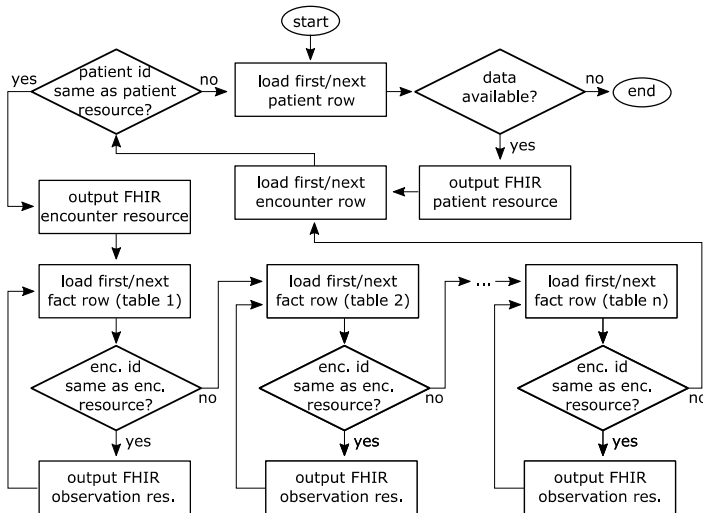 start
yes
patient id
same as patient
resource?
no
load first/next
patient row
data
available?
no
end
yes
output FHIR
encounter resource
load first/next
encounter row
output FHIR
patient resource
load first/next
fact row (table 1)
load first/next
fact row (table 2)
...
load first/next
fact row (table n)
enc. id
same as enc.
resource?
no
yes
enc. id
same as enc.
resource?
no
yes
enc. id
same as enc.
resource?
no
yes
output FHIR
observation res.
output FHIR
observation res.
output FHIR
observation res.